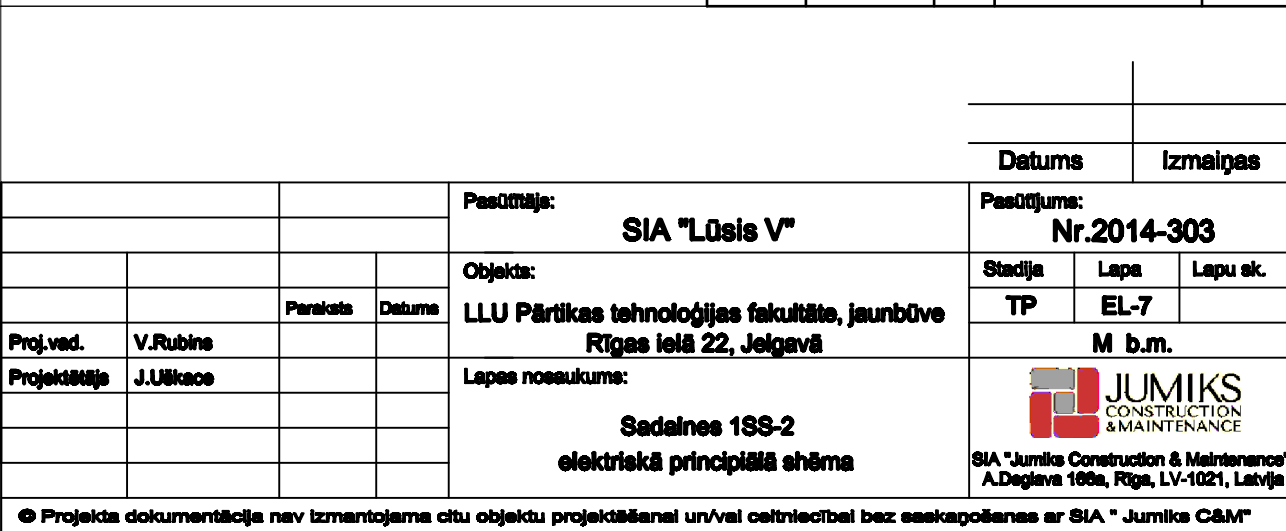 Datums Izmaiņas
Pasūtītājs:
SIA "Lūsis V"
Pasūtījums:
Nr.2014-303
Objekts:
LLU Pārtikas tehnoloģijas fakultāte, jaunbūve
Rīgas ielā 22, Jelgavā
Stadija Lapa Lapu sk.
TP EL-7
M b.m.
Paraksts Datums
Proj.vad. V.Rubins
Projektētājs J.Uškace
Lapas nosaukums:
Sadalnes 1SS-2
elektriskā principiālā shēma
JUMIKS
CONSTRUCTION
&MAINTENANCE
SIA "Jumiks Construction & Maintenance"
A.Deglava 166a, Rīga, LV-1021, Latvija
© Projekta dokumentācija nav izmantojama citu objektu projektēšanai un/vai celtniecībai bez saskaņošanas ar SIA " Jumiks C&M"